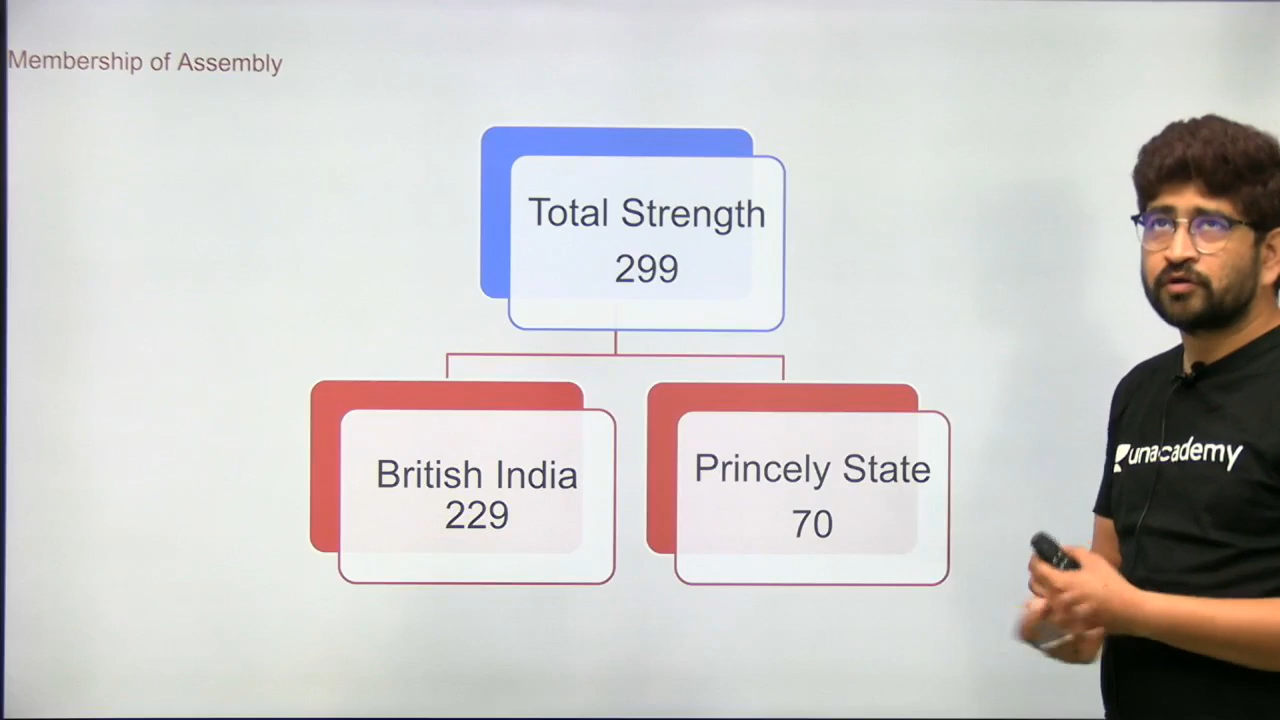 Membership of Assembly
Total Strength
299
British India
229
Princely State
70
unacademy